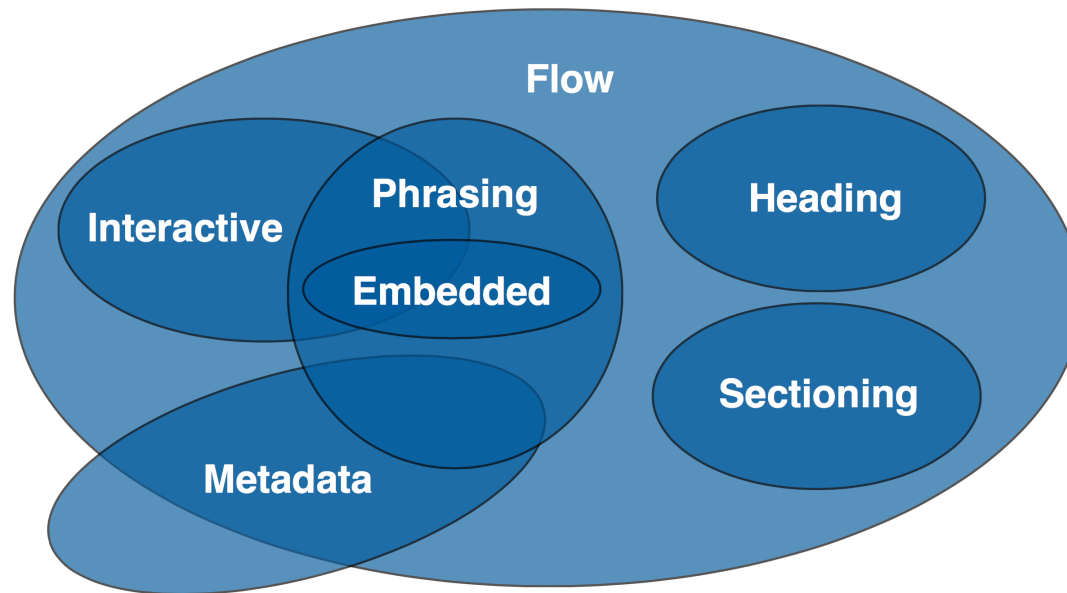 Flow
Phrasing
Heading
Interactive
Embedded
Sectioning
Metadata